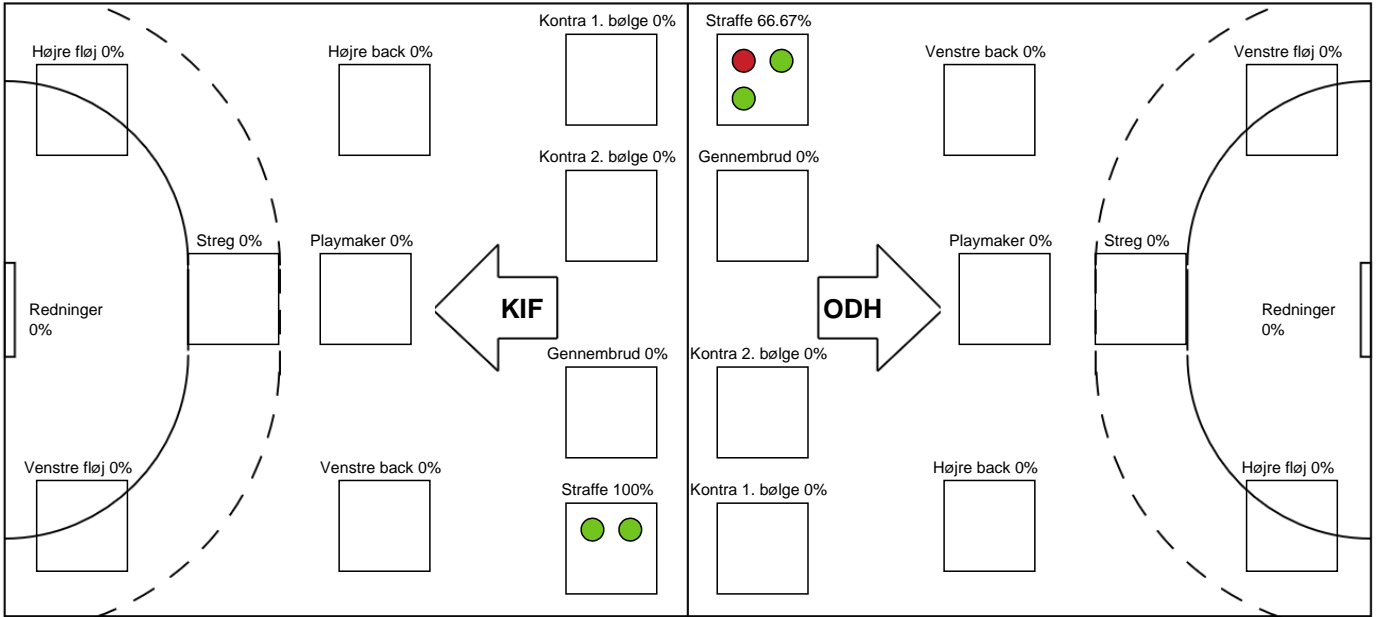 Kontra 1. bølge 0%
Straffe 66.67%
Højre fløj 0%
Højre back 0%
Venstre back 0%
Venstre fløj 0%
Kontra 2. bølge 0%
Gennembrud 0%
Streg 0%
Playmaker 0%
Playmaker 0%
Streg 0%
Redninger
0%
KIF
ODH
Redninger
0%
Gennembrud 0%
Kontra 2. bølge 0%
Venstre fløj 0%
Venstre back 0%
Højre back 0%
Højre fløj 0%
Straffe 100%
Kontra 1. bølge 0%